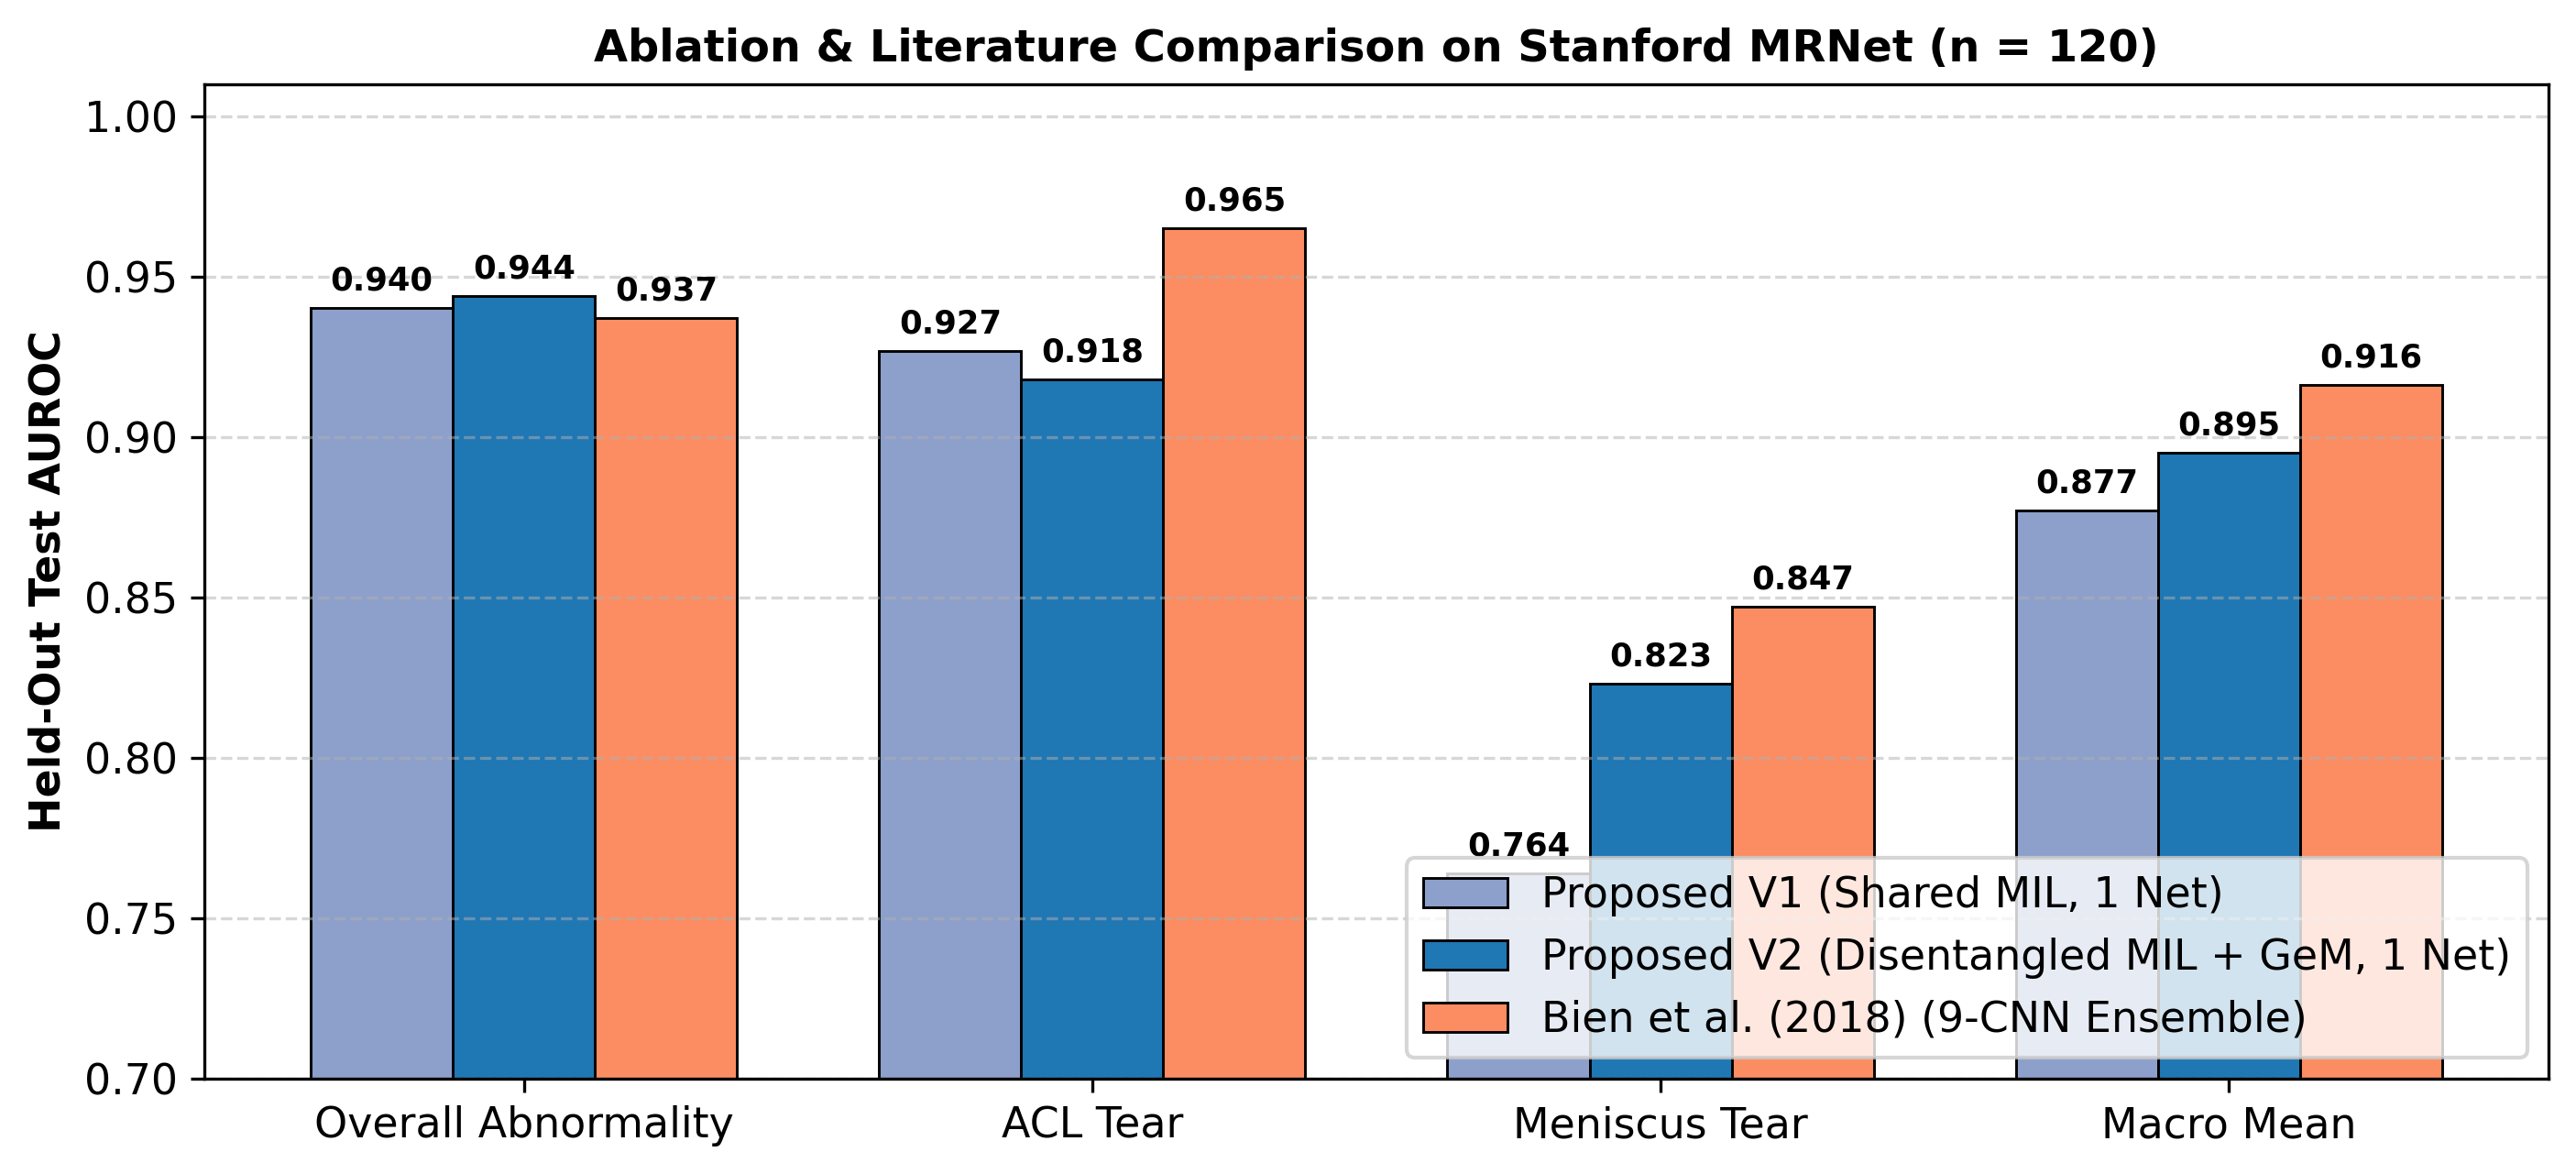 Ablation & Literature Comparison on Stanford MRNet (n = 120)
Held-Out Test AUROC
1.00
0.95
0.90
0.85
0.80
0.75
0.70
0.940
0.944
0.937
0.927
0.918
0.965
0.764
0.823
0.847
0.877
0.895
0.916
Proposed V1 (Shared MIL, 1 Net)
Proposed V2 (Disentangled MIL + GeM, 1 Net)
Bien et al. (2018) (9-CNN Ensemble)
Overall Abnormality
ACL Tear
Meniscus Tear
Macro Mean